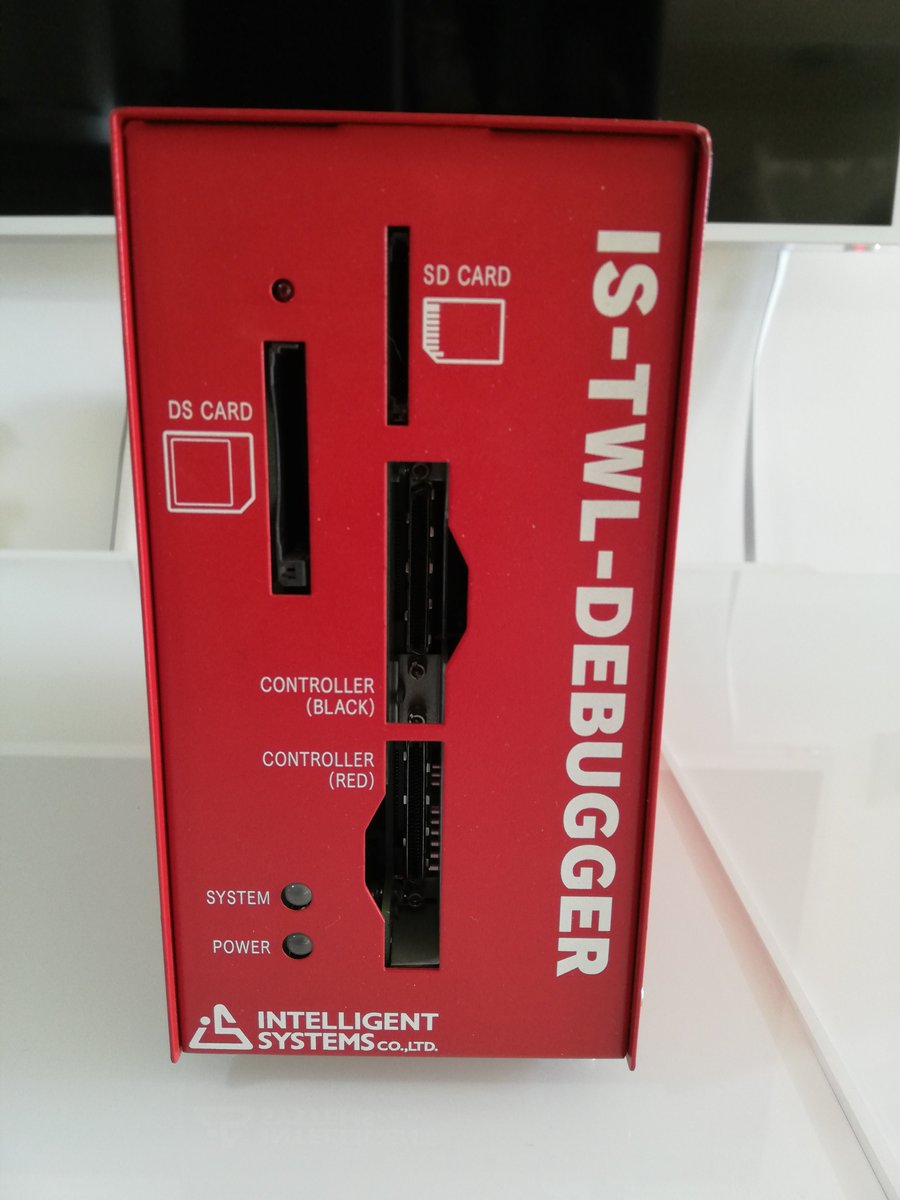 SD CARD
DS CARD
IS-TWL-DEBUGGER
CONTROLLER
(BLACK)
CONTROLLER
(RED)
SYSTEM
POWER
INTELLIGENT
SYSTEMS CO.,LTD.